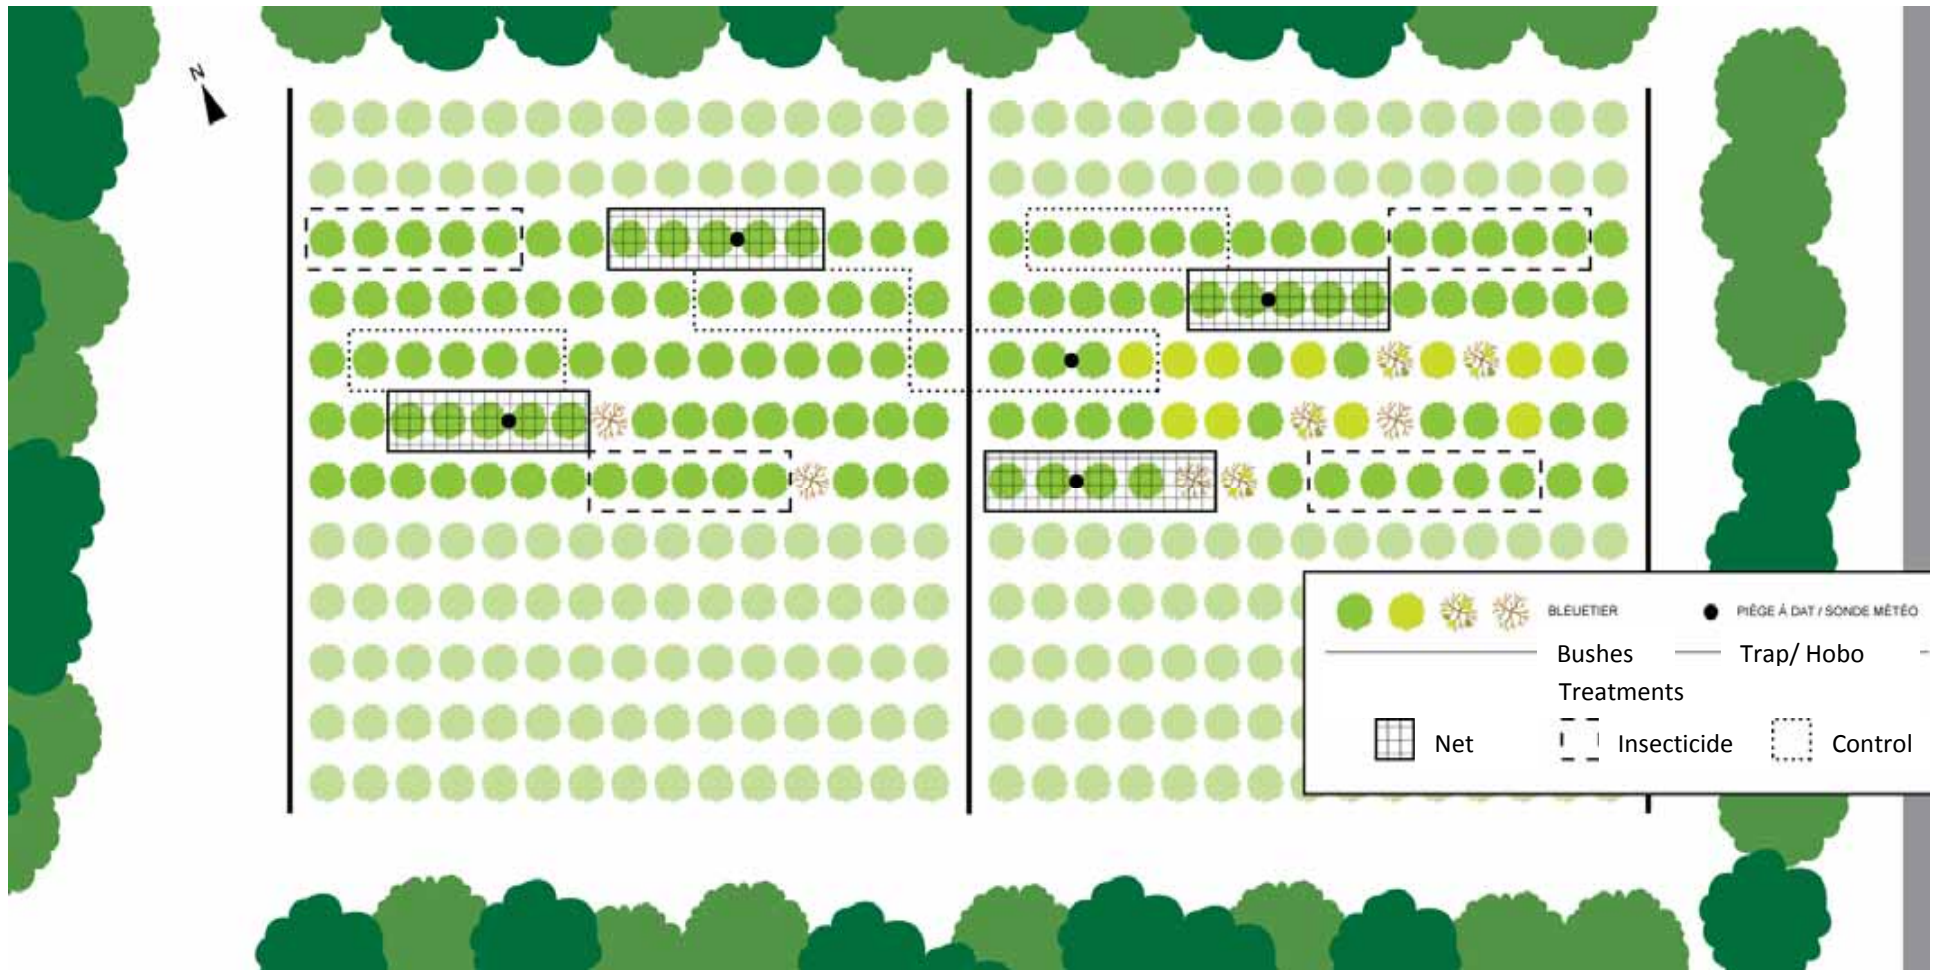 N
BLEUETIER
PIÈGE À DAT / SONDE MÉTÉO
Bushes
Trap/ Hobo
Treatments
Net
Insecticide
Control